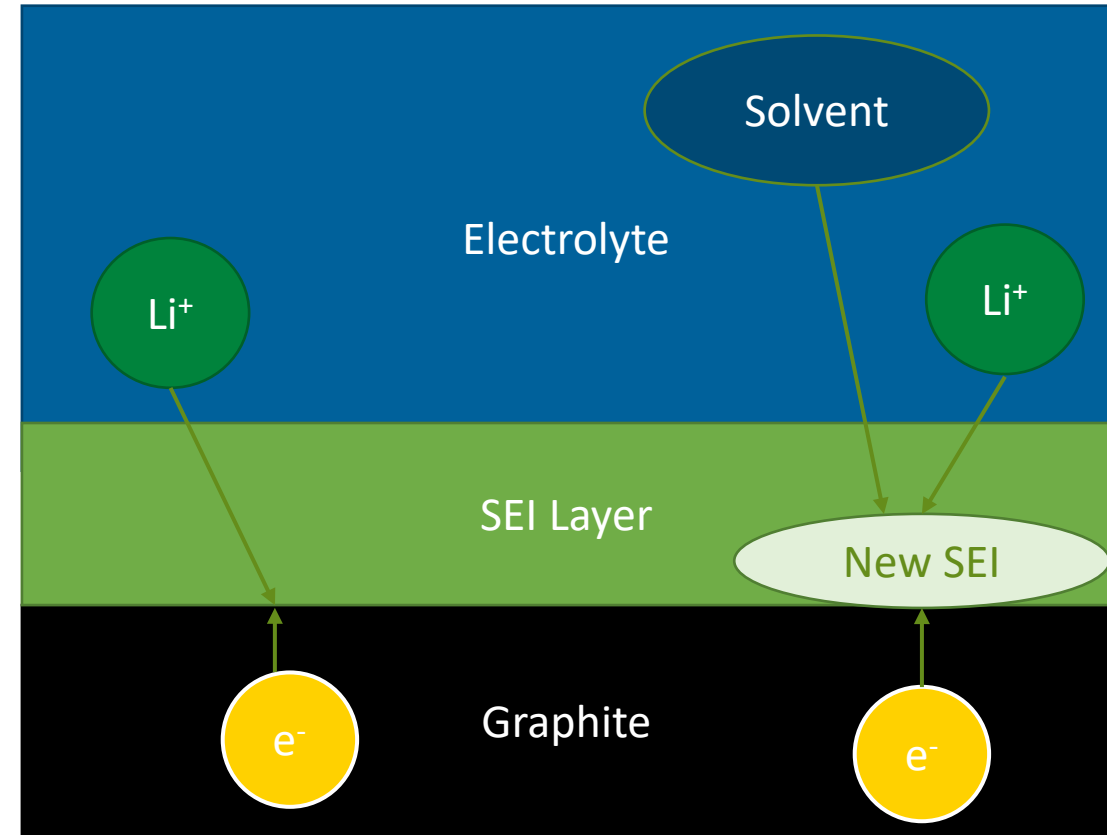 Solvent
Electrolyte
Li⁺
Li⁺
SEI Layer
New SEI
Graphite
e⁻
e⁻